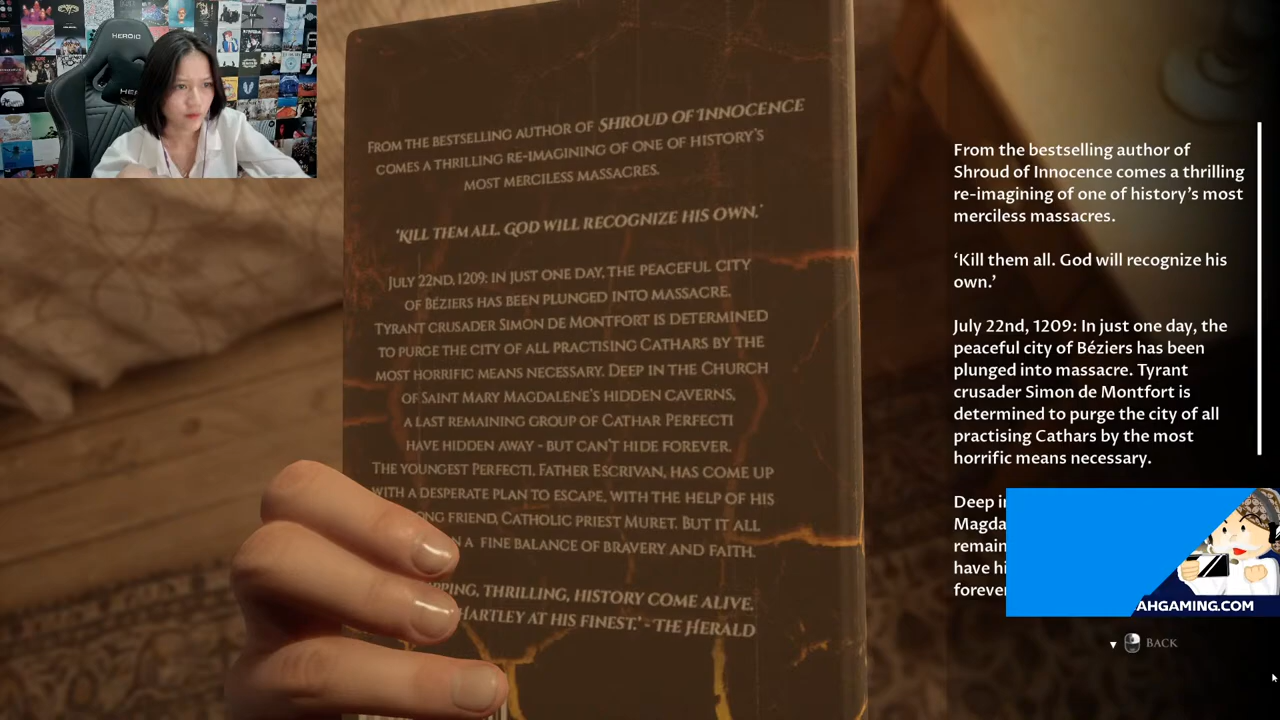 HEROIC
HE
FROM THE BESTSELLING AUTHOR OF SHROUD OF INNOCENCE
COMES A THRILLING RE-IMAGINING OF ONE OF HISTORY'S
MOST MERCILESS MASSACRES.
'KILL THEM ALL. GOD WILL RECOGNIZE HIS OWN.'
JULY 22ND, 1209: IN JUST ONE DAY, THE PEACEFUL CITY
OF BÉZIERS HAS BEEN PLUNGED INTO MASSACRE.
TYRANT CRUSADER SIMON DE MONTFORT IS DETERMINED
TO PURGE THE CITY OF ALL PRACTISING CATHARS BY THE
MOST HORRIFIC MEANS NECESSARY. DEEP IN THE CHURCH
OF SAINT MARY MAGDALENE'S HIDDEN CAVERNS,
A LAST REMAINING GROUP OF CATHAR PERFECTI
HAVE HIDDEN AWAY - BUT CAN'T HIDE FOREVER.
THE YOUNGEST PERFECTI, FATHER ESCRIVAN, HAS COME UP
WITH A DESPERATE PLAN TO ESCAPE, WITH THE HELP OF HIS
ONG FRIEND, CATHOLIC PRIEST MURET. BUT IT ALL
N A FINE BALANCE OF BRAVERY AND FAITH.
PPING, THRILLING, HISTORY COME ALIVE.
HARTLEY AT HIS FINEST.' - THE HERALD
From the bestselling author of
Shroud of Innocence comes a thrilling
re-imagining of one of history's most
merciless massacres.
'Kill them all. God will recognize his
own.'
July 22nd, 1209: In just one day, the
peaceful city of Béziers has been
plunged into massacre. Tyrant
crusader Simon de Montfort is
determined to purge the city of all
practising Cathars by the most
horrific means necessary.
Deep i
Magda
remain
have hi
forever
AHGAMING.COM
BACK